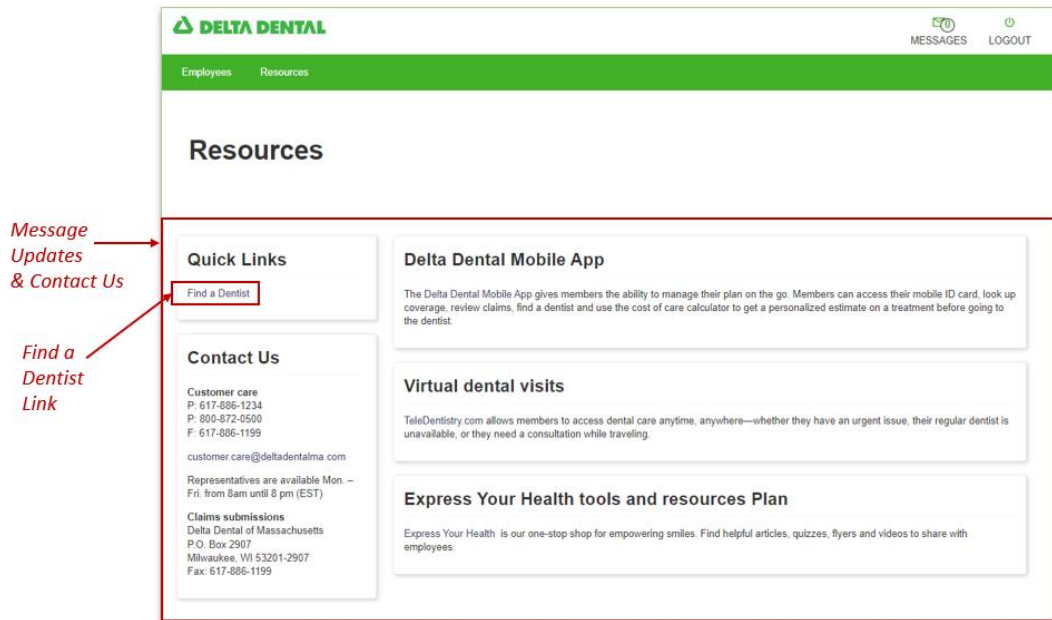 DELTA DENTAL
0
MESSAGES
LOGOUT
Employees
Resources
Resources
Message
Updates
& Contact Us
Find a
Dentist
Link
Quick Links
Find a Dentist
Contact Us
Customer care
P: 617-886-1234
P: 800-872-0500
F: 617-886-1199
customer.care@deltadentalma.com
Representatives are available Mon. –
Fri. from 8am until 8 pm (EST)
Claims submissions
Delta Dental of Massachusetts
P.O. Box 2907
Milwaukee, WI 53201-2907
Fax: 617-886-1199
Delta Dental Mobile App
The Delta Dental Mobile App gives members the ability to manage their plan on the go. Members can access their mobile ID card, look up
coverage, review claims, find a dentist and use the cost of care calculator to get a personalized estimate on a treatment before going to
the dentist.
Virtual dental visits
TeleDentistry.com allows members to access dental care anytime, anywhere—whether they have an urgent issue, their regular dentist is
unavailable, or they need a consultation while traveling.
Express Your Health tools and resources Plan
Express Your Health is our one-stop shop for empowering smiles. Find helpful articles, quizzes, flyers and videos to share with
employees.